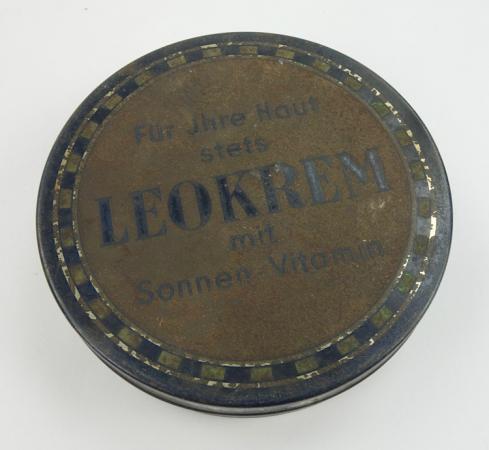 Für Jhre Haut
stets
LEOKREM
mit
Sonnen-Vitamin